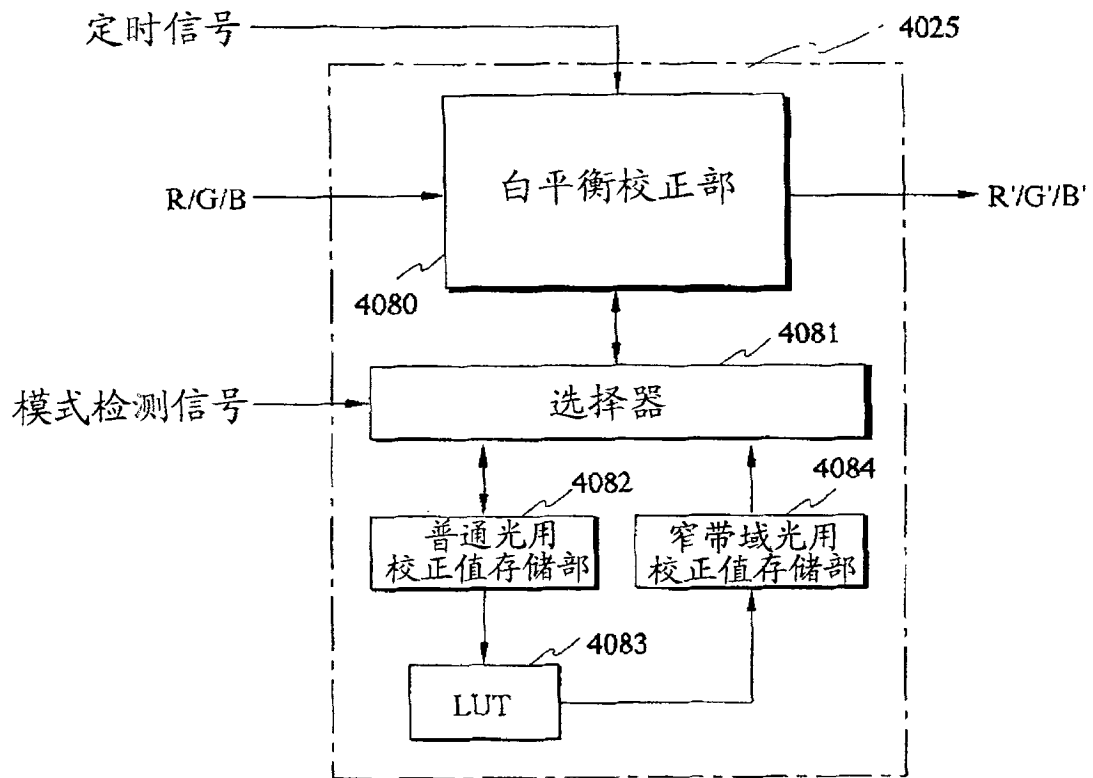 定时信号
4025
白平衡校正部
R/G/B
R'/G'/B'
4080
4081
模式检测信号
选择器
4082
4084
普通光用
校正值存储部
窄带域光用
校正值存储部
4083
LUT